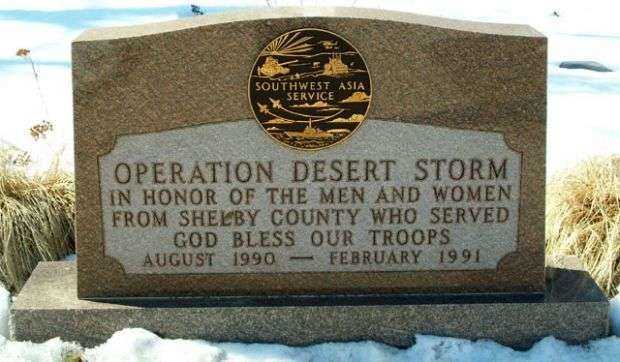 SOUTHWEST ASIA
SERVICE
OPERATION DESERT STORM
IN HONOR OF THE MEN AND WOMEN
FROM SHELBY COUNTY WHO SERVED
GOD BLESS OUR TROOPS
AUGUST 1990 — FEBRUARY 1991